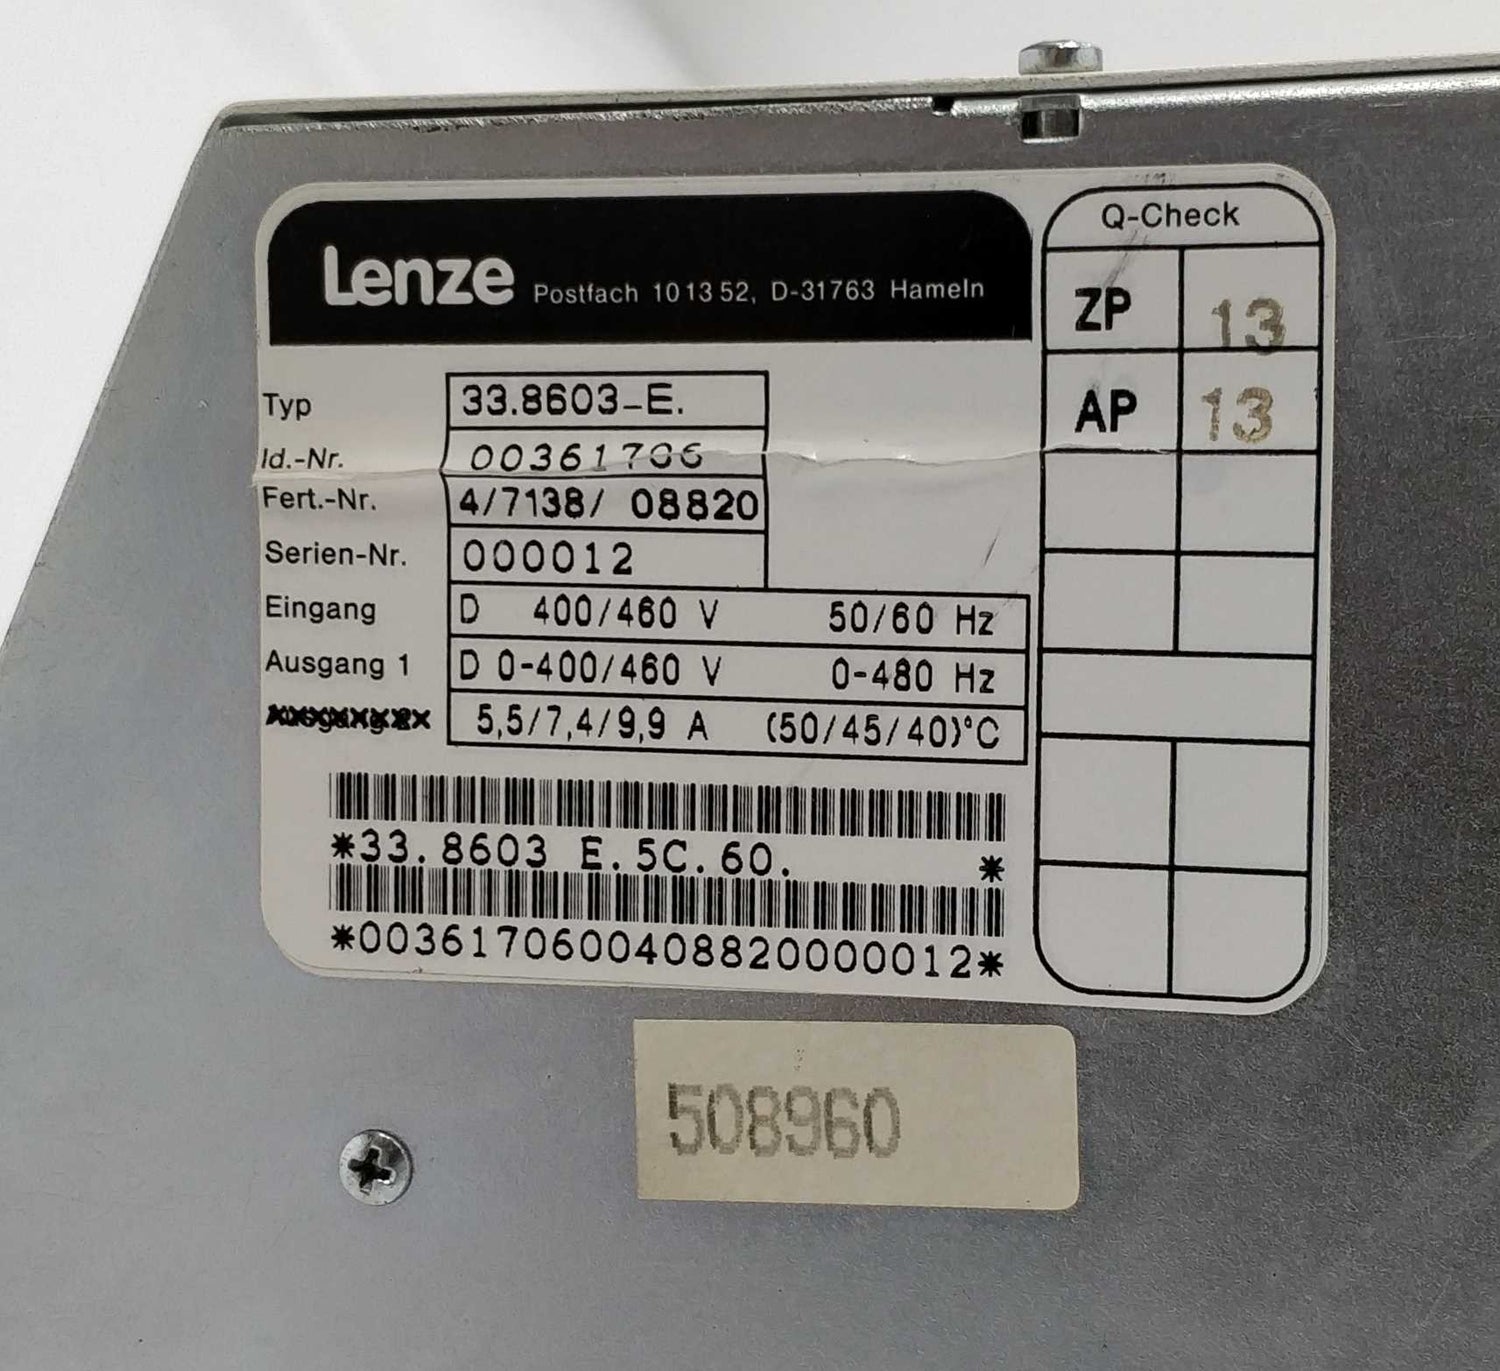 Lenze Postfach 10 13 52, D-31763 Hameln
Typ 33.8603-E.
Id.-Nr. 00361706
Fert.-Nr. 4/7138/ 08820
Serien-Nr. 000012
Eingang D 400/460 V 50/60 Hz
Ausgang 1 D 0-400/460 V 0-480 Hz
5,5/7,4/9,9 A (50/45/40)°C
*33.8603 E.5C.60. *
*0036170600408820000012*
Q-Check
ZP 13
AP 13
508960